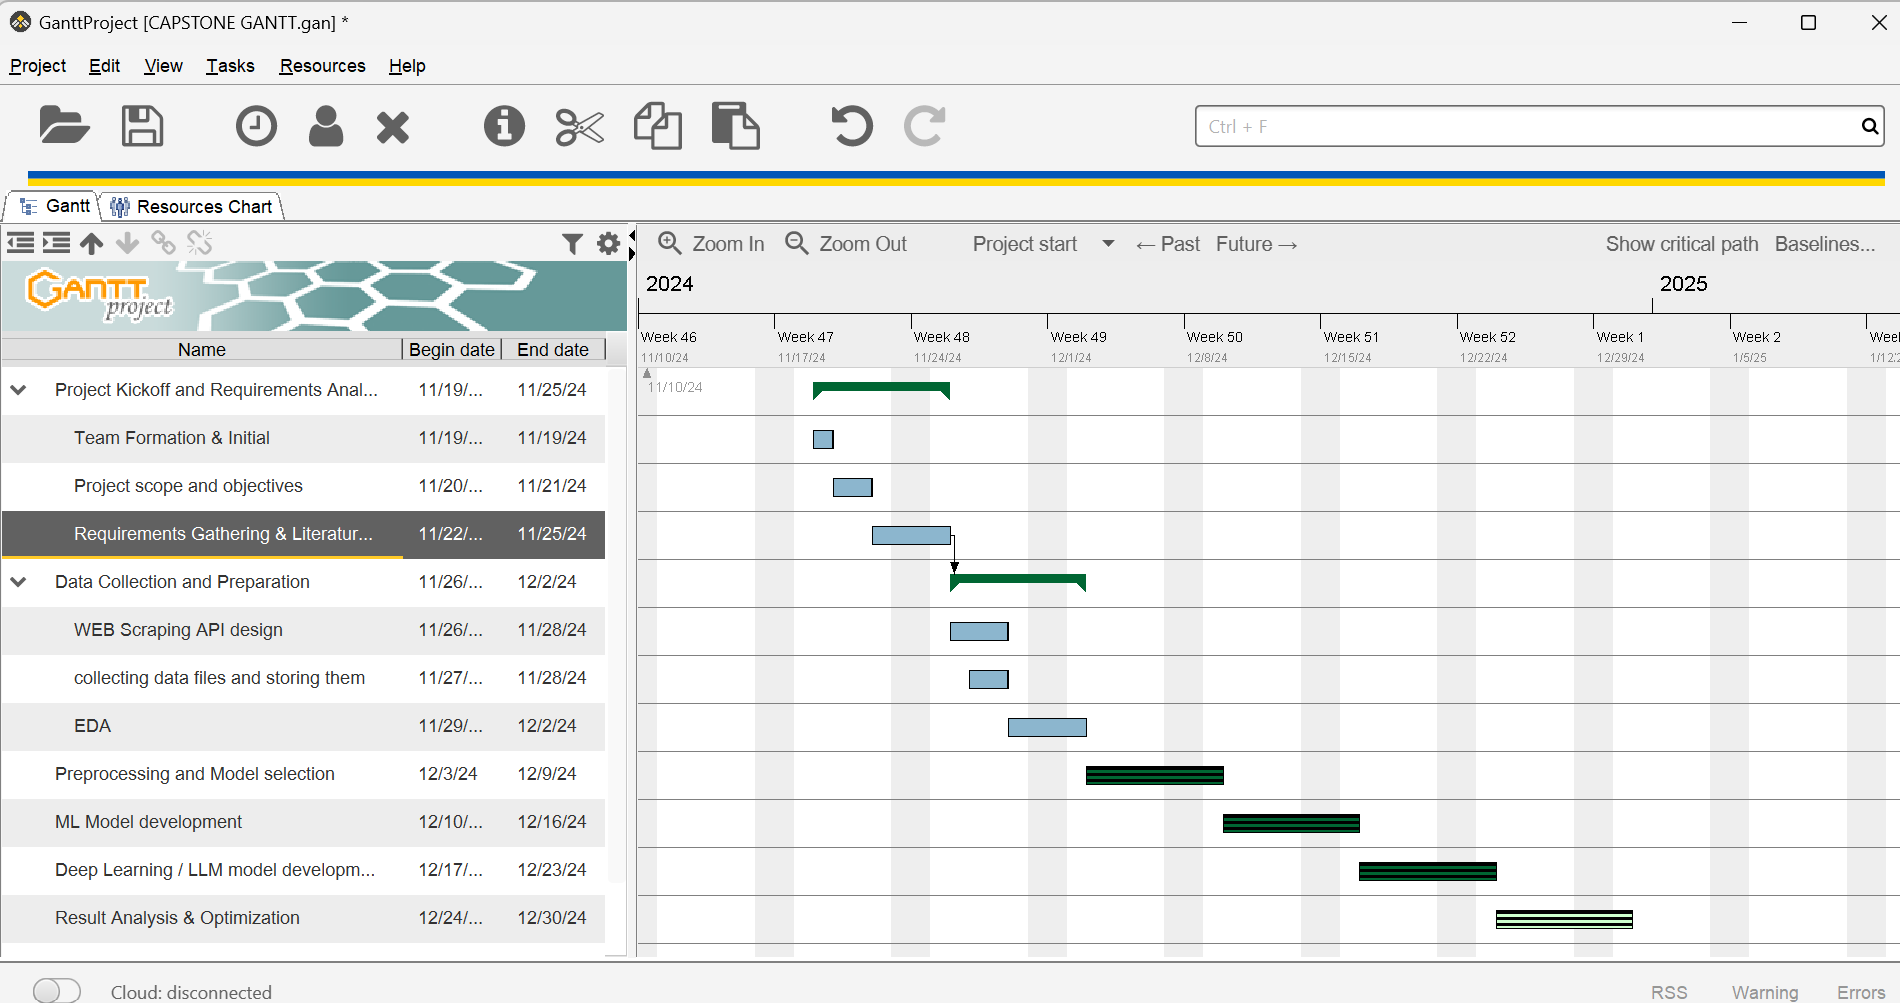 GanttProject [CAPSTONE GANTT.gan] *
Project Edit View Tasks Resources Help
Ctrl + F
Gantt Resources Chart
Zoom In Zoom Out Project start ← Past Future → Show critical path Baselines...
GANTT project
2024 2025
Name Begin date End date
Week 46 Week 47 Week 48 Week 49 Week 50 Week 51 Week 52 Week 1 Week 2
11/10/24 11/17/24 11/24/24 12/1/24 12/8/24 12/15/24 12/22/24 12/29/24 1/5/25
11/10/24
Project Kickoff and Requirements Anal... 11/19/... 11/25/24
Team Formation & Initial 11/19/... 11/19/24
Project scope and objectives 11/20/... 11/21/24
Requirements Gathering & Literatur... 11/22/... 11/25/24
Data Collection and Preparation 11/26/... 12/2/24
WEB Scraping API design 11/26/... 11/28/24
collecting data files and storing them 11/27/... 11/28/24
EDA 11/29/... 12/2/24
Preprocessing and Model selection 12/3/24 12/9/24
ML Model development 12/10/... 12/16/24
Deep Learning / LLM model developm... 12/17/... 12/23/24
Result Analysis & Optimization 12/24/... 12/30/24
Cloud: disconnected RSS Warning Errors